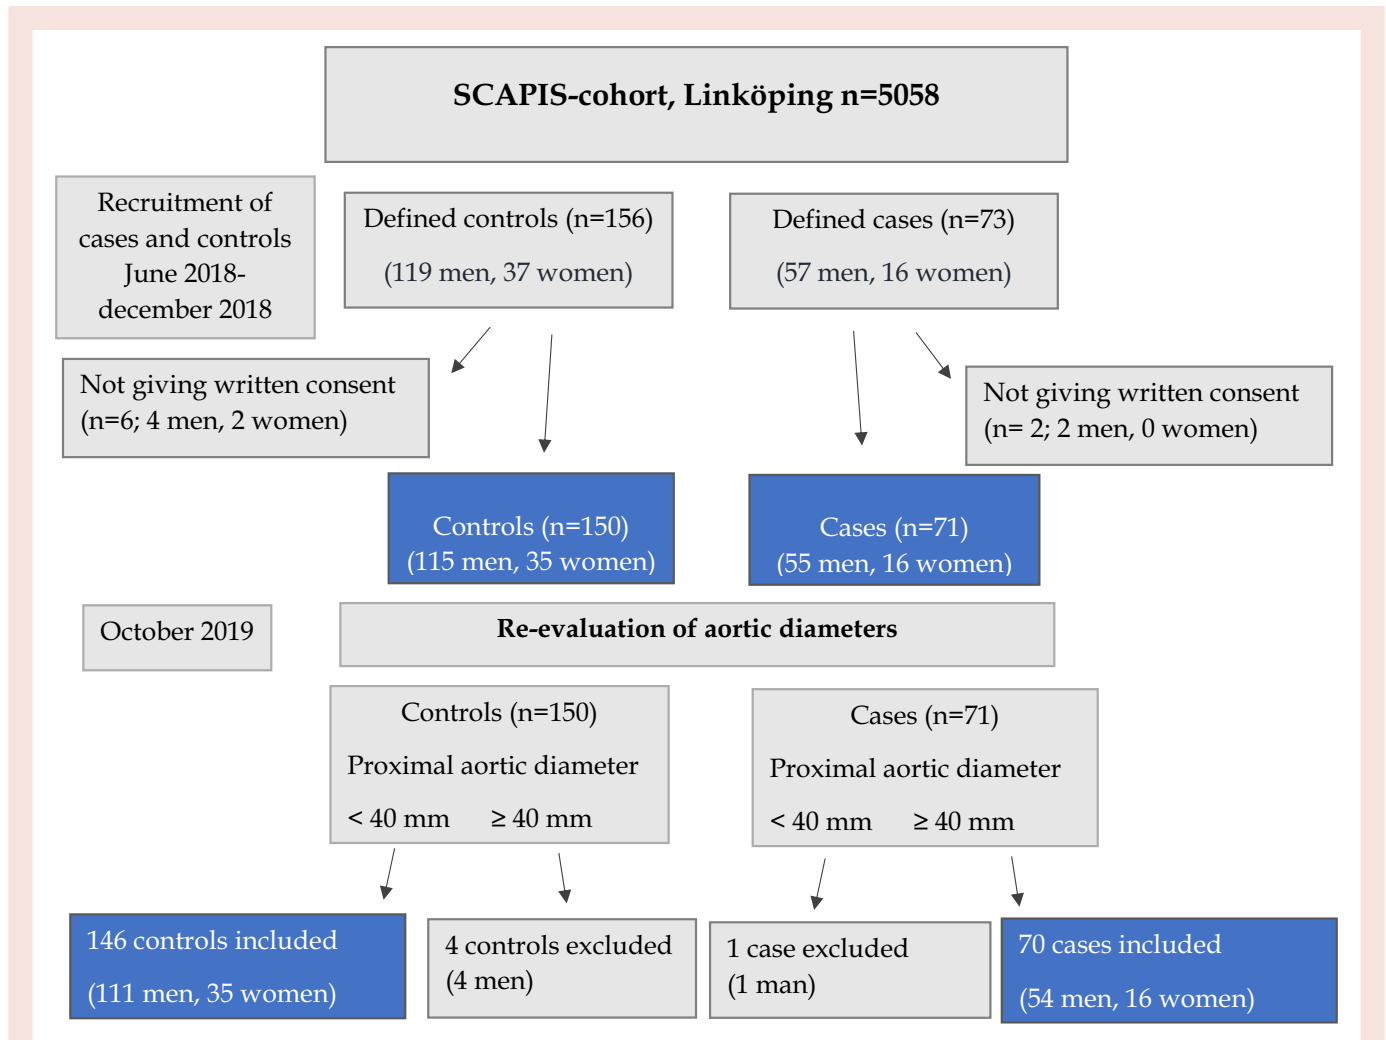 SCAPIS-cohort, Linköping n=5058
Recruitment of
cases and controls
June 2018-
december 2018
Defined controls (n=156)
(119 men, 37 women)
Defined cases (n=73)
(57 men, 16 women)
Not giving written consent
(n=6; 4 men, 2 women)
Not giving written consent
(n= 2; 2 men, 0 women)
Controls (n=150)
(115 men, 35 women)
Cases (n=71)
(55 men, 16 women)
October 2019
Re-evaluation of aortic diameters
Controls (n=150)
Proximal aortic diameter
< 40 mm ≥ 40 mm
Cases (n=71)
Proximal aortic diameter
< 40 mm ≥ 40 mm
146 controls included
(111 men, 35 women)
4 controls excluded
(4 men)
1 case excluded
(1 man)
70 cases included
(54 men, 16 women)